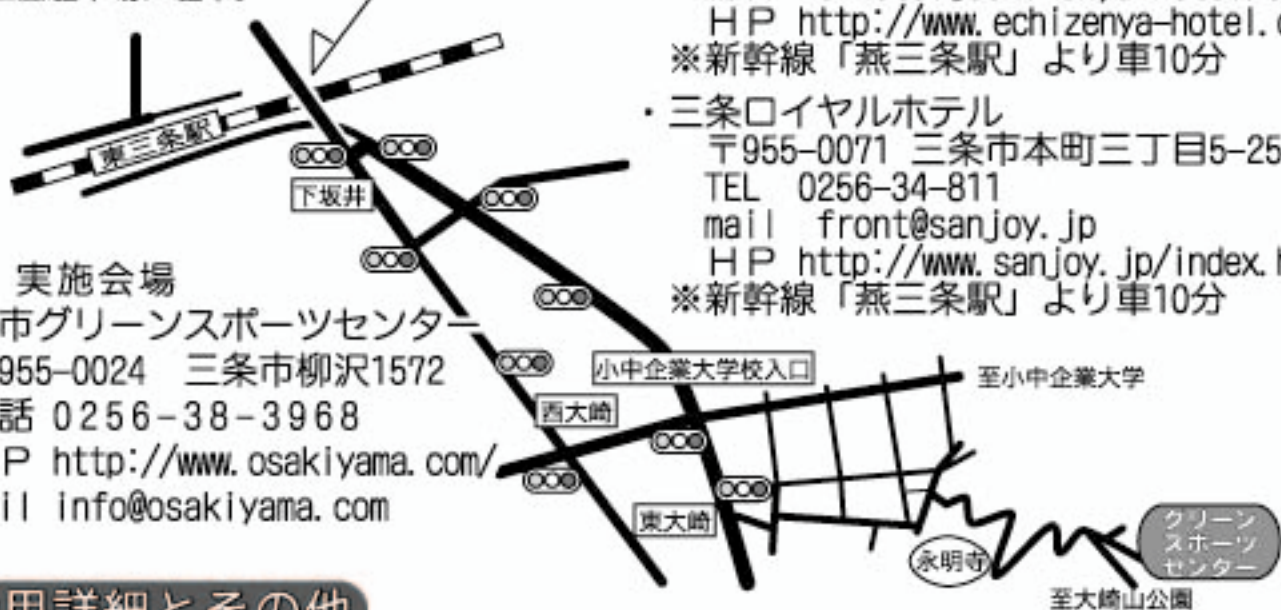 ＨＰ http://www.echizenya-hotel.c
※新幹線「燕三条駅」より車10分
・三条ロイヤルホテル
〒955-0071 三条市本町三丁目5-25
TEL 0256-34-811
mail front@sanjoy.jp
ＨＰ http://www.sanjoy.jp/index.h
※新幹線「燕三条駅」より車10分
東三条駅
下坂井
実施会場
市グリーンスポーツセンター
955-0024 三条市柳沢1572
話 0256-38-3968
Ｐ http://www.osakiyama.com/
il info@osakiyama.com
小中企業大学校入口
至小中企業大学
西大崎
東大崎
永明寺
グリーン
スポーツ
センター
至大崎山公園
用詳細とその他